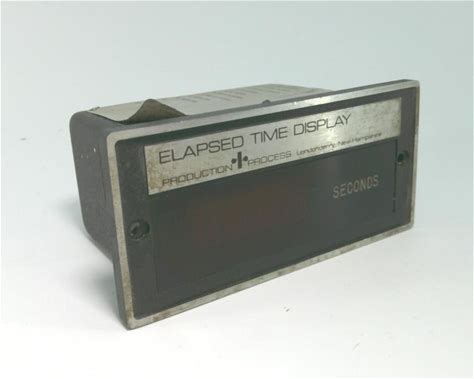 ELAPSED TIME DISPLAY
PRODUCTION PROCESS Londonderry, New Hampshire
SECONDS